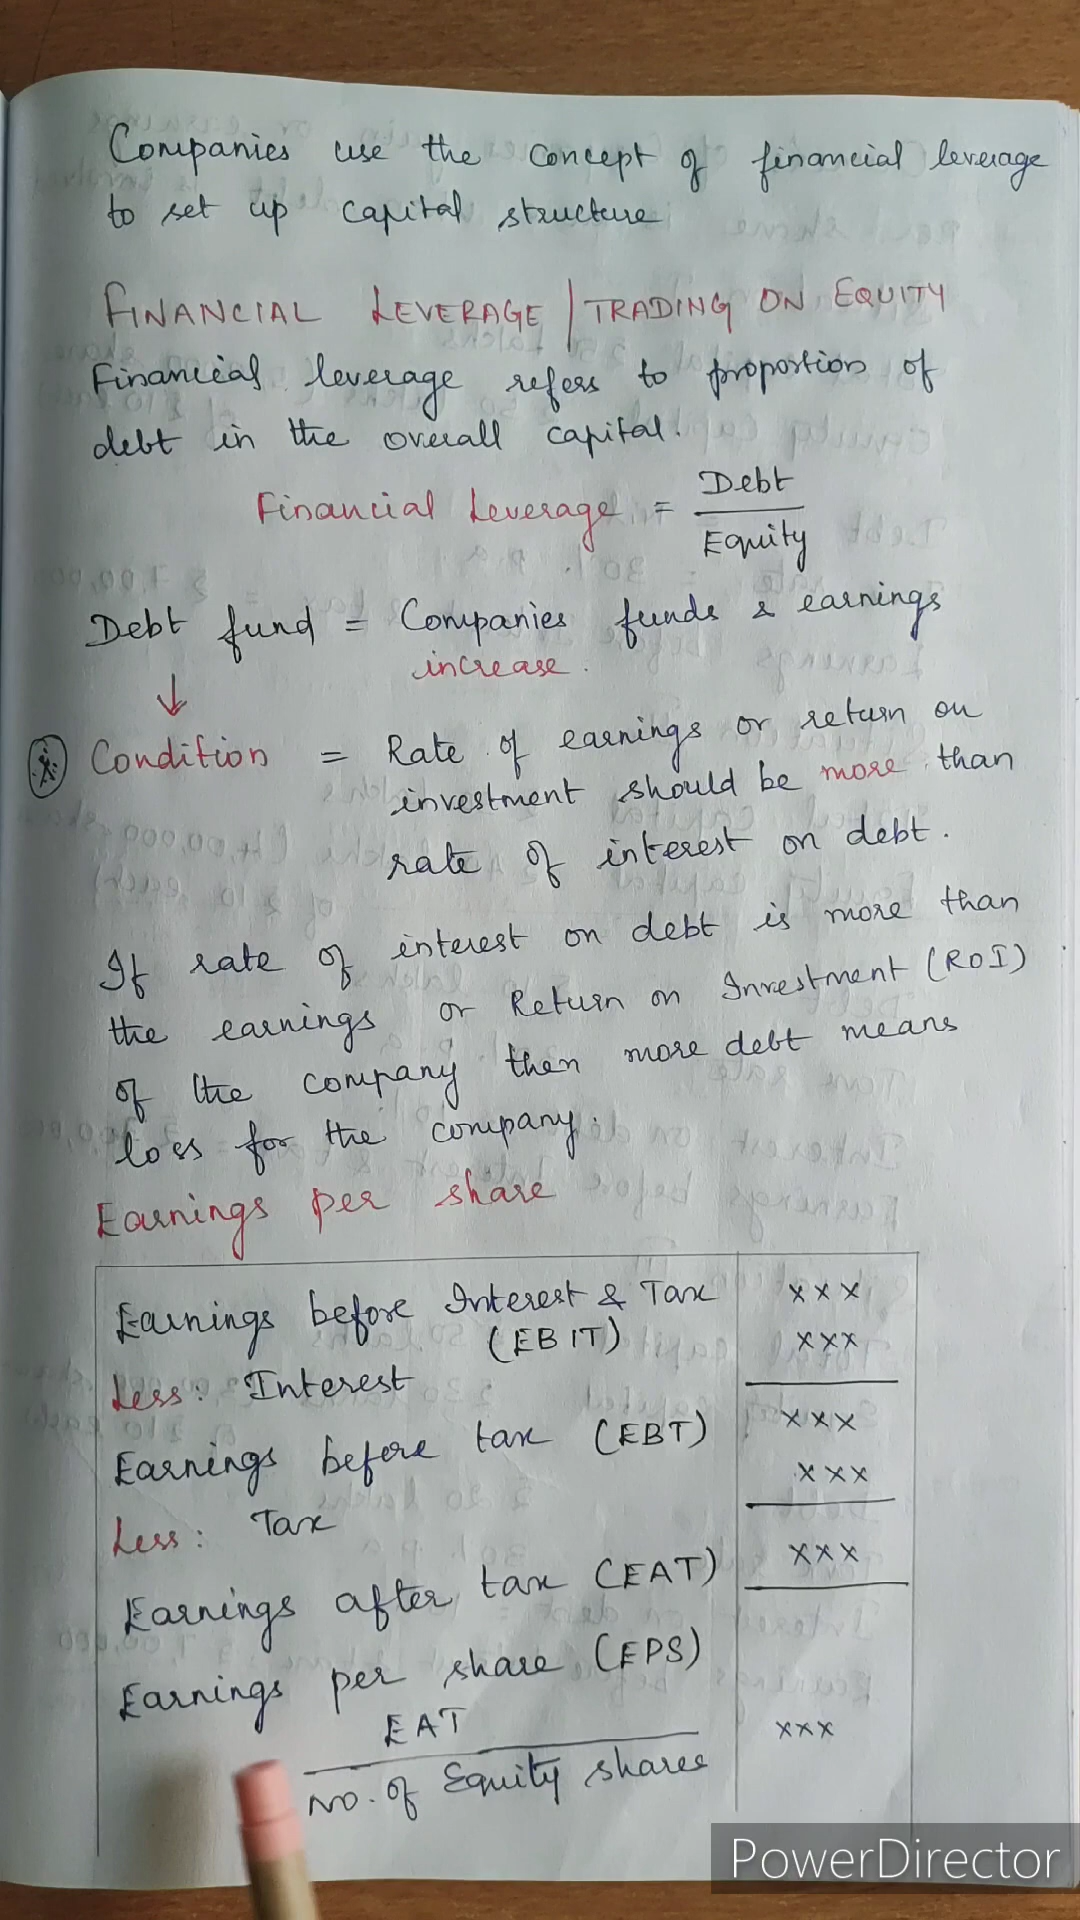 Companies use the concept of financial leverage
to set up capital structure
FINANCIAL LEVERAGE | TRADING ON EQUITY
Financial leverage refers to proportion of
debt in the overall capital.
Financial Leverage = Debt
Equity
Debt fund = Companies funds & earnings
increase.
Condition = Rate of earnings or return on
investment should be more than
rate of interest on debt.
If rate of interest on debt is more than
the earnings or Return on Investment (ROI)
of the company then more debt means
loss for the company.
Earnings per share
Earnings before Interest & Tax xxx
(EBIT)
Less: Interest xxx
Earnings before tax (EBT) xxx
Less: Tax xxx
Earnings after tax (EAT) xxx
Earnings per share (EPS)
EAT xxx
No. of Equity shares
PowerDirector